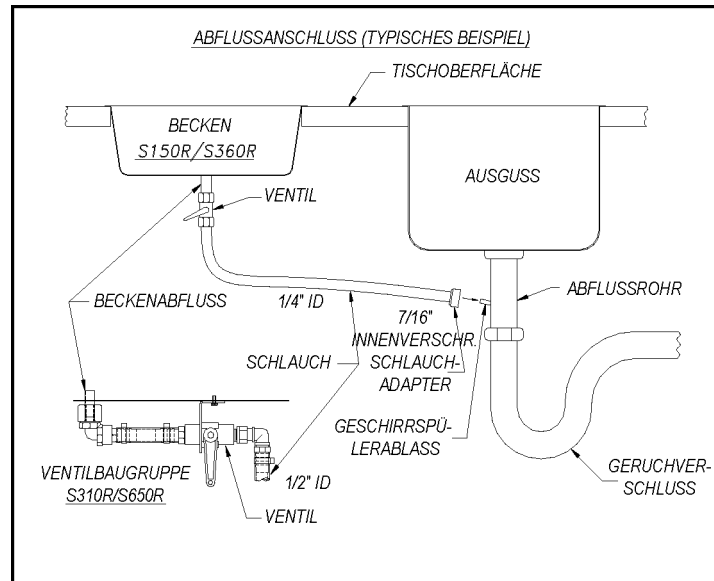 ABFLUSSANSCHLUSS (TYPISCHES BEISPIEL)
TISCHOBERFLÄCHE
BECKEN
S150R/S360R
AUSGUSS
VENTIL
BECKENABFLUSS
1/4" ID
ABFLUSSROHR
7/16"
INNENVERSCHR.
SCHLAUCH-
ADAPTER
SCHLAUCH
GESCHIRRSPÜ-
LERABLASS
GERUCHVER-
SCHLUSS
VENTILBAUGRUPPE
S310R/S650R
1/2" ID
VENTIL